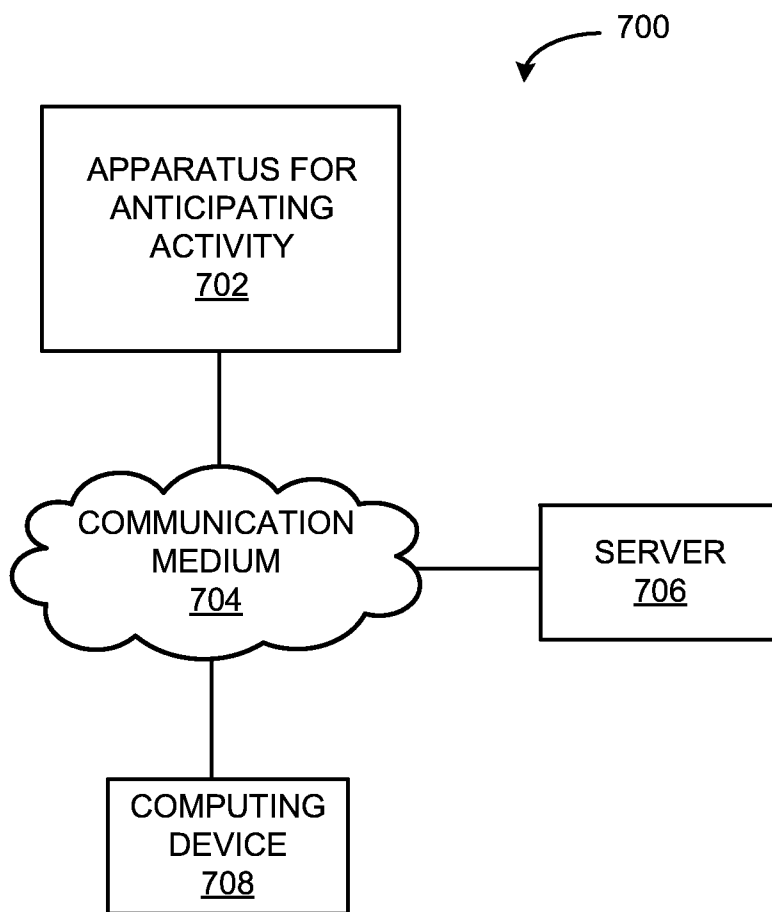 700
APPARATUS FOR
ANTICIPATING
ACTIVITY
702
COMMUNICATION
MEDIUM
704
SERVER
706
COMPUTING
DEVICE
708